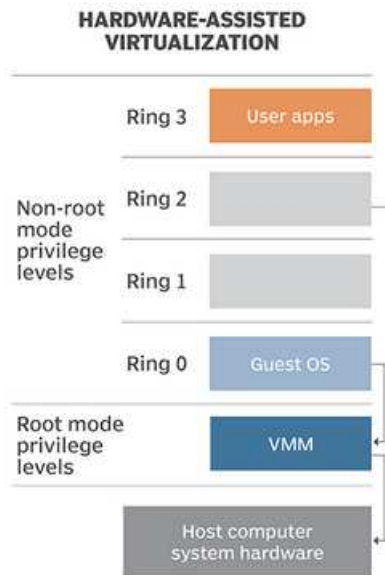 HARDWARE-ASSISTED
VIRTUALIZATION
Ring 3
User apps
Non-root
mode
privilege
levels
Ring 2
Ring 1
Ring 0
Guest OS
Root mode
privilege
levels
VMM
Host computer
system hardware